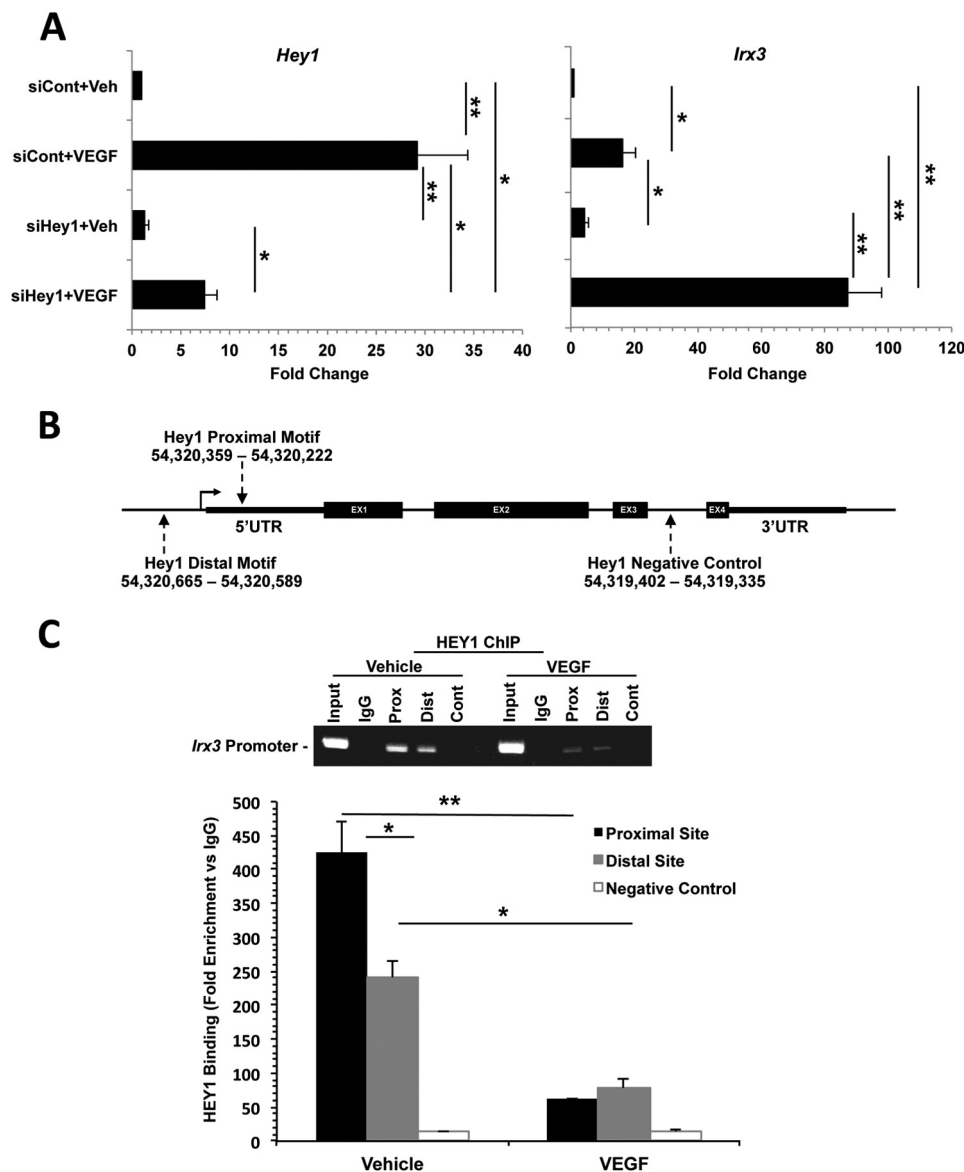 A
Hey1
Irx3
siCont+Veh
siCont+VEGF
siHey1+Veh
siHey1+VEGF
**
*
**
*
*
*
*
**
**
**
0 5 10 15 20 25 30 35 40
Fold Change
0 20 40 60 80 100 120
Fold Change
B
Hey1 Proximal Motif
54,320,359 – 54,320,222
EX1 EX2 EX3 EX4
5'UTR
3'UTR
Hey1 Distal Motif
54,320,665 – 54,320,589
Hey1 Negative Control
54,319,402 – 54,319,335
C
HEY1 ChIP
Vehicle VEGF
Input IgG Prox Dist Cont Input IgG Prox Dist Cont
Irx3 Promoter -
HEY1 Binding (Fold Enrichment vs IgG)
500
450
400
350
300
250
200
150
100
50
0
**
*
*
Proximal Site
Distal Site
Negative Control
Vehicle VEGF